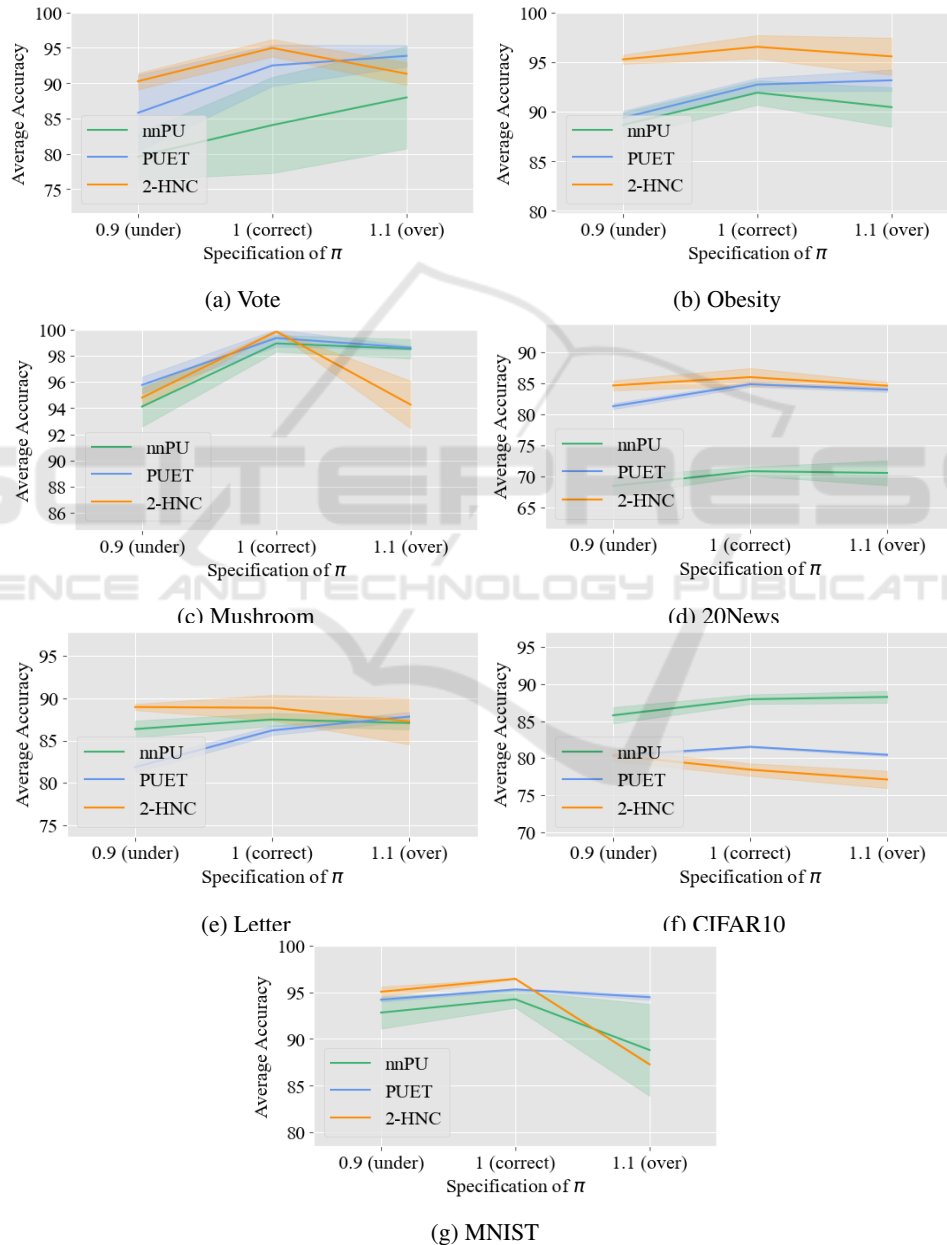 100
95
90
85
80
75
Average Accuracy
nnPU
PUET
2-HNC
0.9 (under) 1 (correct) 1.1 (over)
Specification of π
(a) Vote
100
95
90
85
80
Average Accuracy
nnPU
PUET
2-HNC
0.9 (under) 1 (correct) 1.1 (over)
Specification of π
(b) Obesity
100
98
96
94
92
90
88
86
Average Accuracy
nnPU
PUET
2-HNC
0.9 (under) 1 (correct) 1.1 (over)
Specification of π
(c) Mushroom
90
85
80
75
70
65
Average Accuracy
nnPU
PUET
2-HNC
0.9 (under) 1 (correct) 1.1 (over)
Specification of π
(d) 20News
SCITEPRESS
ENCE AND TECHNOLOGY PUBLICAT
95
90
85
80
75
Average Accuracy
nnPU
PUET
2-HNC
0.9 (under) 1 (correct) 1.1 (over)
Specification of π
(e) Letter
95
90
85
80
75
70
Average Accuracy
nnPU
PUET
2-HNC
0.9 (under) 1 (correct) 1.1 (over)
Specification of π
(f) CIFAR10
100
95
90
85
80
Average Accuracy
nnPU
PUET
2-HNC
0.9 (under) 1 (correct) 1.1 (over)
Specification of π
(g) MNIST